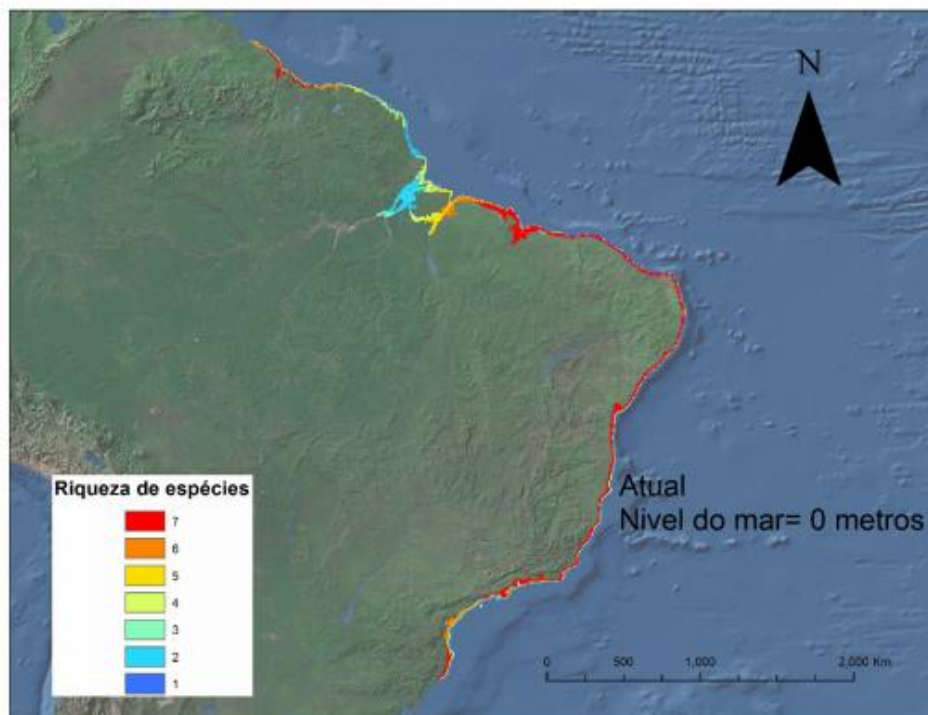 N
Atual
Nivel do mar= 0 metros
Riqueza de espécies
7
6
5
4
3
2
1
0 500 1,000 2,000 Km.